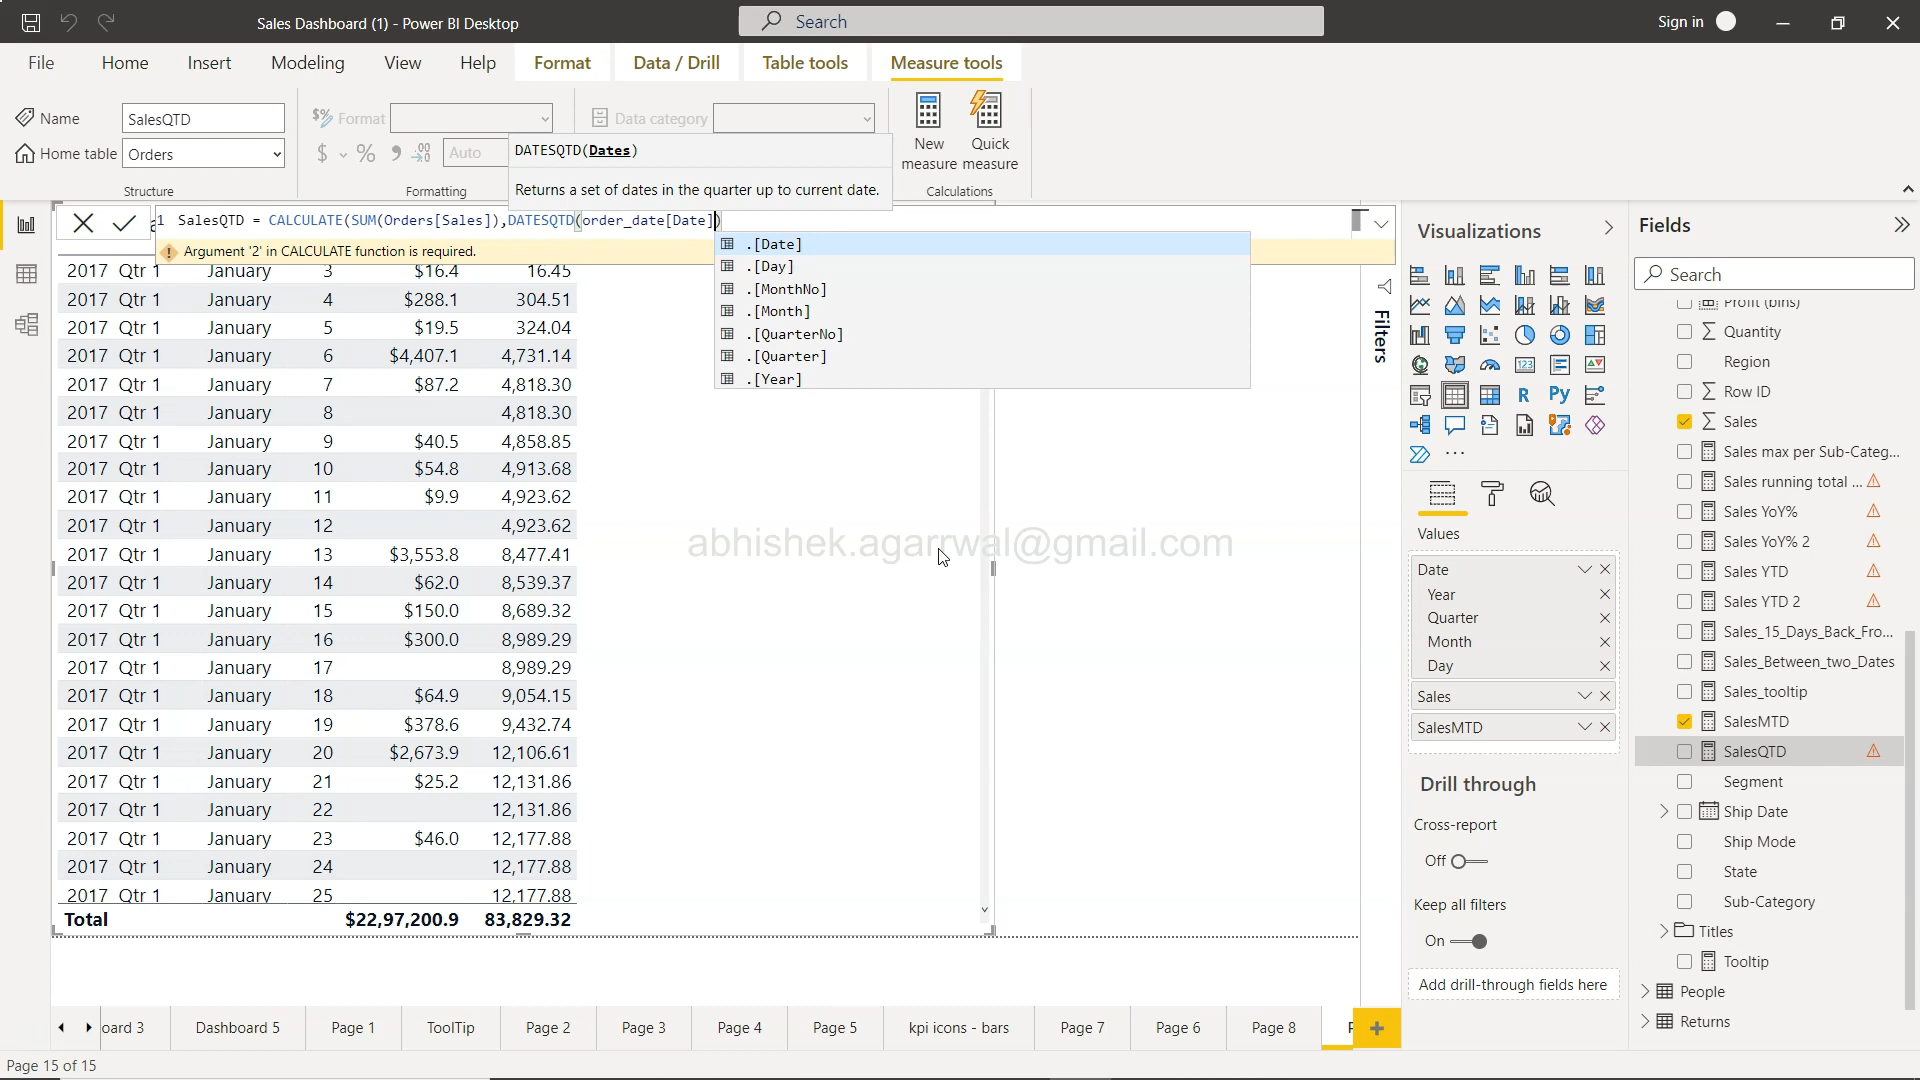 Sales Dashboard (1) - Power BI Desktop
Search
Sign in
File Home Insert Modeling View Help Format Data / Drill Table tools Measure tools
Name SalesQTD
Home table Orders
Structure
$% Format
Data category
$ % 9 .00 Auto
Formatting
New measure
Quick measure
Calculations
DATESQTD(Dates)
Returns a set of dates in the quarter up to current date.
1 SalesQTD = CALCULATE(SUM(Orders[Sales]),DATESQTD(order_date[Date])
Argument '2' in CALCULATE function is required.
.[Date]
.[Day]
.[MonthNo]
.[Month]
.[QuarterNo]
.[Quarter]
.[Year]
2017 Qtr 1 January 3 $16.4 16.45
2017 Qtr 1 January 4 $288.1 304.51
2017 Qtr 1 January 5 $19.5 324.04
2017 Qtr 1 January 6 $4,407.1 4,731.14
2017 Qtr 1 January 7 $87.2 4,818.30
2017 Qtr 1 January 8 4,818.30
2017 Qtr 1 January 9 $40.5 4,858.85
2017 Qtr 1 January 10 $54.8 4,913.68
2017 Qtr 1 January 11 $9.9 4,923.62
2017 Qtr 1 January 12 4,923.62
2017 Qtr 1 January 13 $3,553.8 8,477.41
2017 Qtr 1 January 14 $62.0 8,539.37
2017 Qtr 1 January 15 $150.0 8,689.32
2017 Qtr 1 January 16 $300.0 8,989.29
2017 Qtr 1 January 17 8,989.29
2017 Qtr 1 January 18 $64.9 9,054.15
2017 Qtr 1 January 19 $378.6 9,432.74
2017 Qtr 1 January 20 $2,673.9 12,106.61
2017 Qtr 1 January 21 $25.2 12,131.86
2017 Qtr 1 January 22 12,131.86
2017 Qtr 1 January 23 $46.0 12,177.88
2017 Qtr 1 January 24 12,177.88
2017 Qtr 1 January 25 12,177.88
Total $22,97,200.9 83,829.32
abhishek.agarrwal@gmail.com
Filters
Visualizations
123
R Py
...
Values
Date
Year
Quarter
Month
Day
Sales
SalesMTD
Drill through
Cross-report
Off
Keep all filters
On
Add drill-through fields here
Fields
Search
Profit (bins)
Quantity
Region
Row ID
Sales
Sales max per Sub-Categ...
Sales running total ...
Sales YoY%
Sales YoY% 2
Sales YTD
Sales YTD 2
Sales_15_Days_Back_Fro...
Sales_Between_two_Dates
Sales_tooltip
SalesMTD
SalesQTD
Segment
Ship Date
Ship Mode
State
Sub-Category
Titles
Tooltip
People
Returns
oard 3 Dashboard 5 Page 1 ToolTip Page 2 Page 3 Page 4 Page 5 kpi icons - bars Page 7 Page 6 Page 8
Page 15 of 15